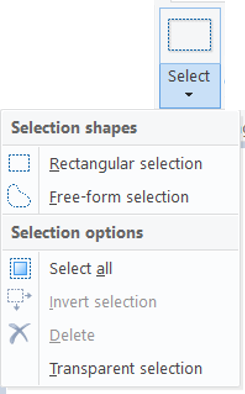 Select
Selection shapes
Rectangular selection
Free-form selection
Selection options
Select all
Invert selection
Delete
Transparent selection